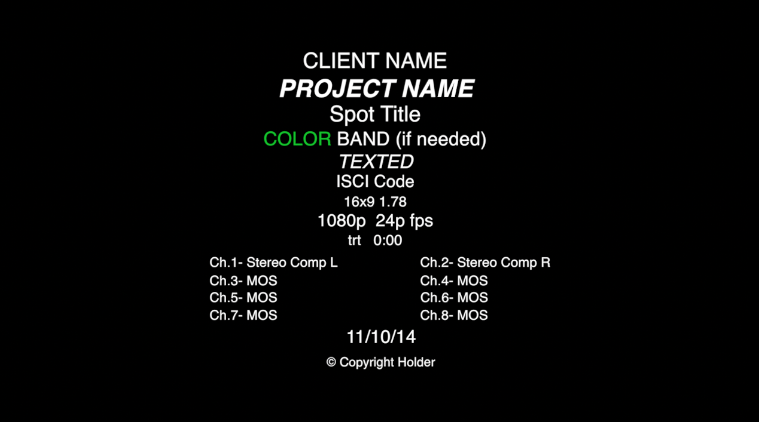 CLIENT NAME
PROJECT NAME
Spot Title
COLOR BAND (if needed)
TEXTED
ISCI Code
16x9 1.78
1080p 24p fps
trt 0:00
Ch.1- Stereo Comp L Ch.2- Stereo Comp R
Ch.3- MOS Ch.4- MOS
Ch.5- MOS Ch.6- MOS
Ch.7- MOS Ch.8- MOS
11/10/14
© Copyright Holder